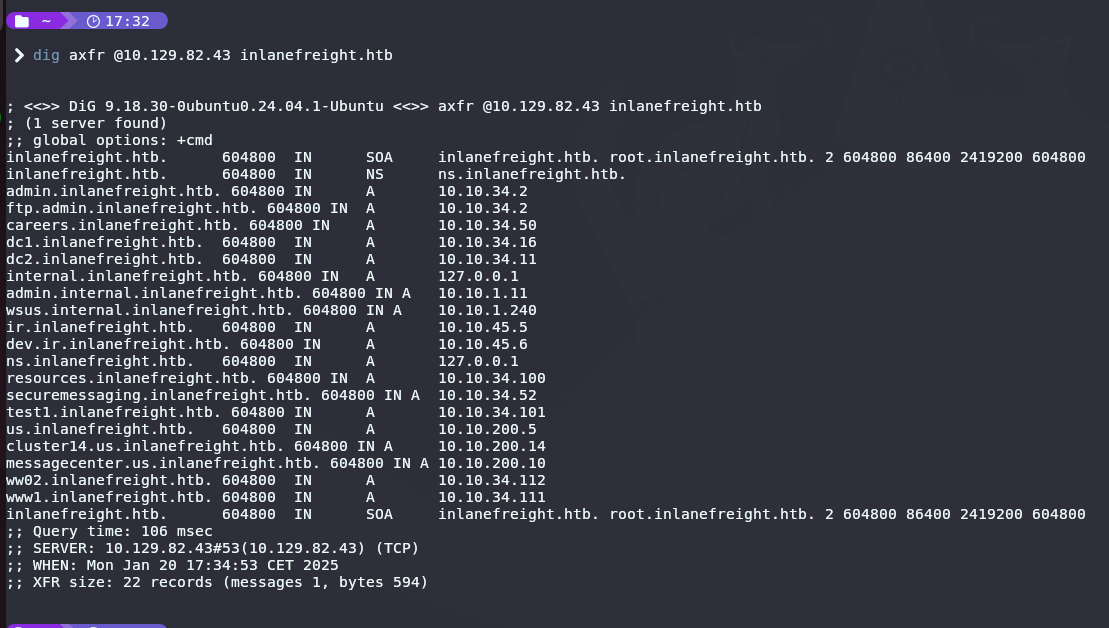 ~ 17:32
❯ dig axfr @10.129.82.43 inlanefreight.htb
; <<>> DiG 9.18.30-0ubuntu0.24.04.1-Ubuntu <<>> axfr @10.129.82.43 inlanefreight.htb
; (1 server found)
;; global options: +cmd
inlanefreight.htb. 604800 IN SOA inlanefreight.htb. root.inlanefreight.htb. 2 604800 86400 2419200 604800
inlanefreight.htb. 604800 IN NS ns.inlanefreight.htb.
admin.inlanefreight.htb. 604800 IN A 10.10.34.2
ftp.admin.inlanefreight.htb. 604800 IN A 10.10.34.2
careers.inlanefreight.htb. 604800 IN A 10.10.34.50
dc1.inlanefreight.htb. 604800 IN A 10.10.34.16
dc2.inlanefreight.htb. 604800 IN A 10.10.34.11
internal.inlanefreight.htb. 604800 IN A 127.0.0.1
admin.internal.inlanefreight.htb. 604800 IN A 10.10.1.11
wsus.internal.inlanefreight.htb. 604800 IN A 10.10.1.240
ir.inlanefreight.htb. 604800 IN A 10.10.45.5
dev.ir.inlanefreight.htb. 604800 IN A 10.10.45.6
ns.inlanefreight.htb. 604800 IN A 127.0.0.1
resources.inlanefreight.htb. 604800 IN A 10.10.34.100
securemessaging.inlanefreight.htb. 604800 IN A 10.10.34.52
test1.inlanefreight.htb. 604800 IN A 10.10.34.101
us.inlanefreight.htb. 604800 IN A 10.10.200.5
cluster14.us.inlanefreight.htb. 604800 IN A 10.10.200.14
messagecenter.us.inlanefreight.htb. 604800 IN A 10.10.200.10
ww02.inlanefreight.htb. 604800 IN A 10.10.34.112
www1.inlanefreight.htb. 604800 IN A 10.10.34.111
inlanefreight.htb. 604800 IN SOA inlanefreight.htb. root.inlanefreight.htb. 2 604800 86400 2419200 604800
;; Query time: 106 msec
;; SERVER: 10.129.82.43#53(10.129.82.43) (TCP)
;; WHEN: Mon Jan 20 17:34:53 CET 2025
;; XFR size: 22 records (messages 1, bytes 594)